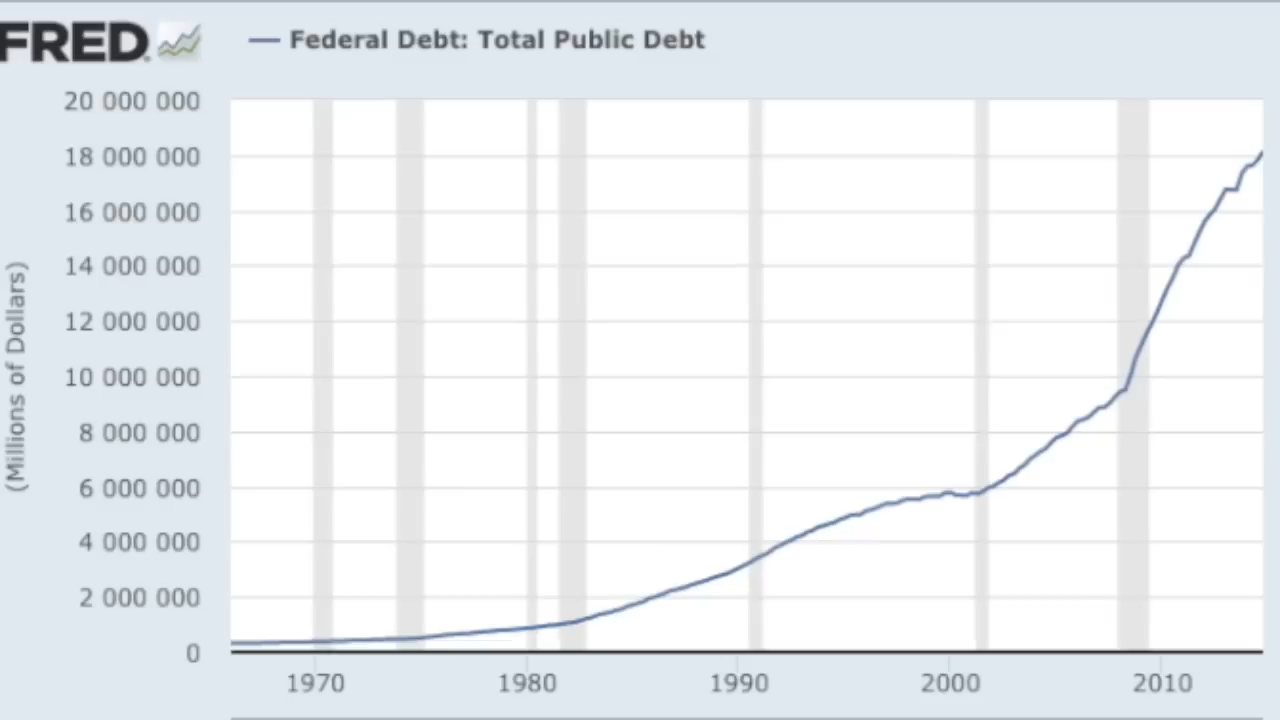 FRED
Federal Debt: Total Public Debt
20 000 000
18 000 000
16 000 000
14 000 000
12 000 000
10 000 000
8 000 000
6 000 000
4 000 000
2 000 000
0
(Millions of Dollars)
1970 1980 1990 2000 2010